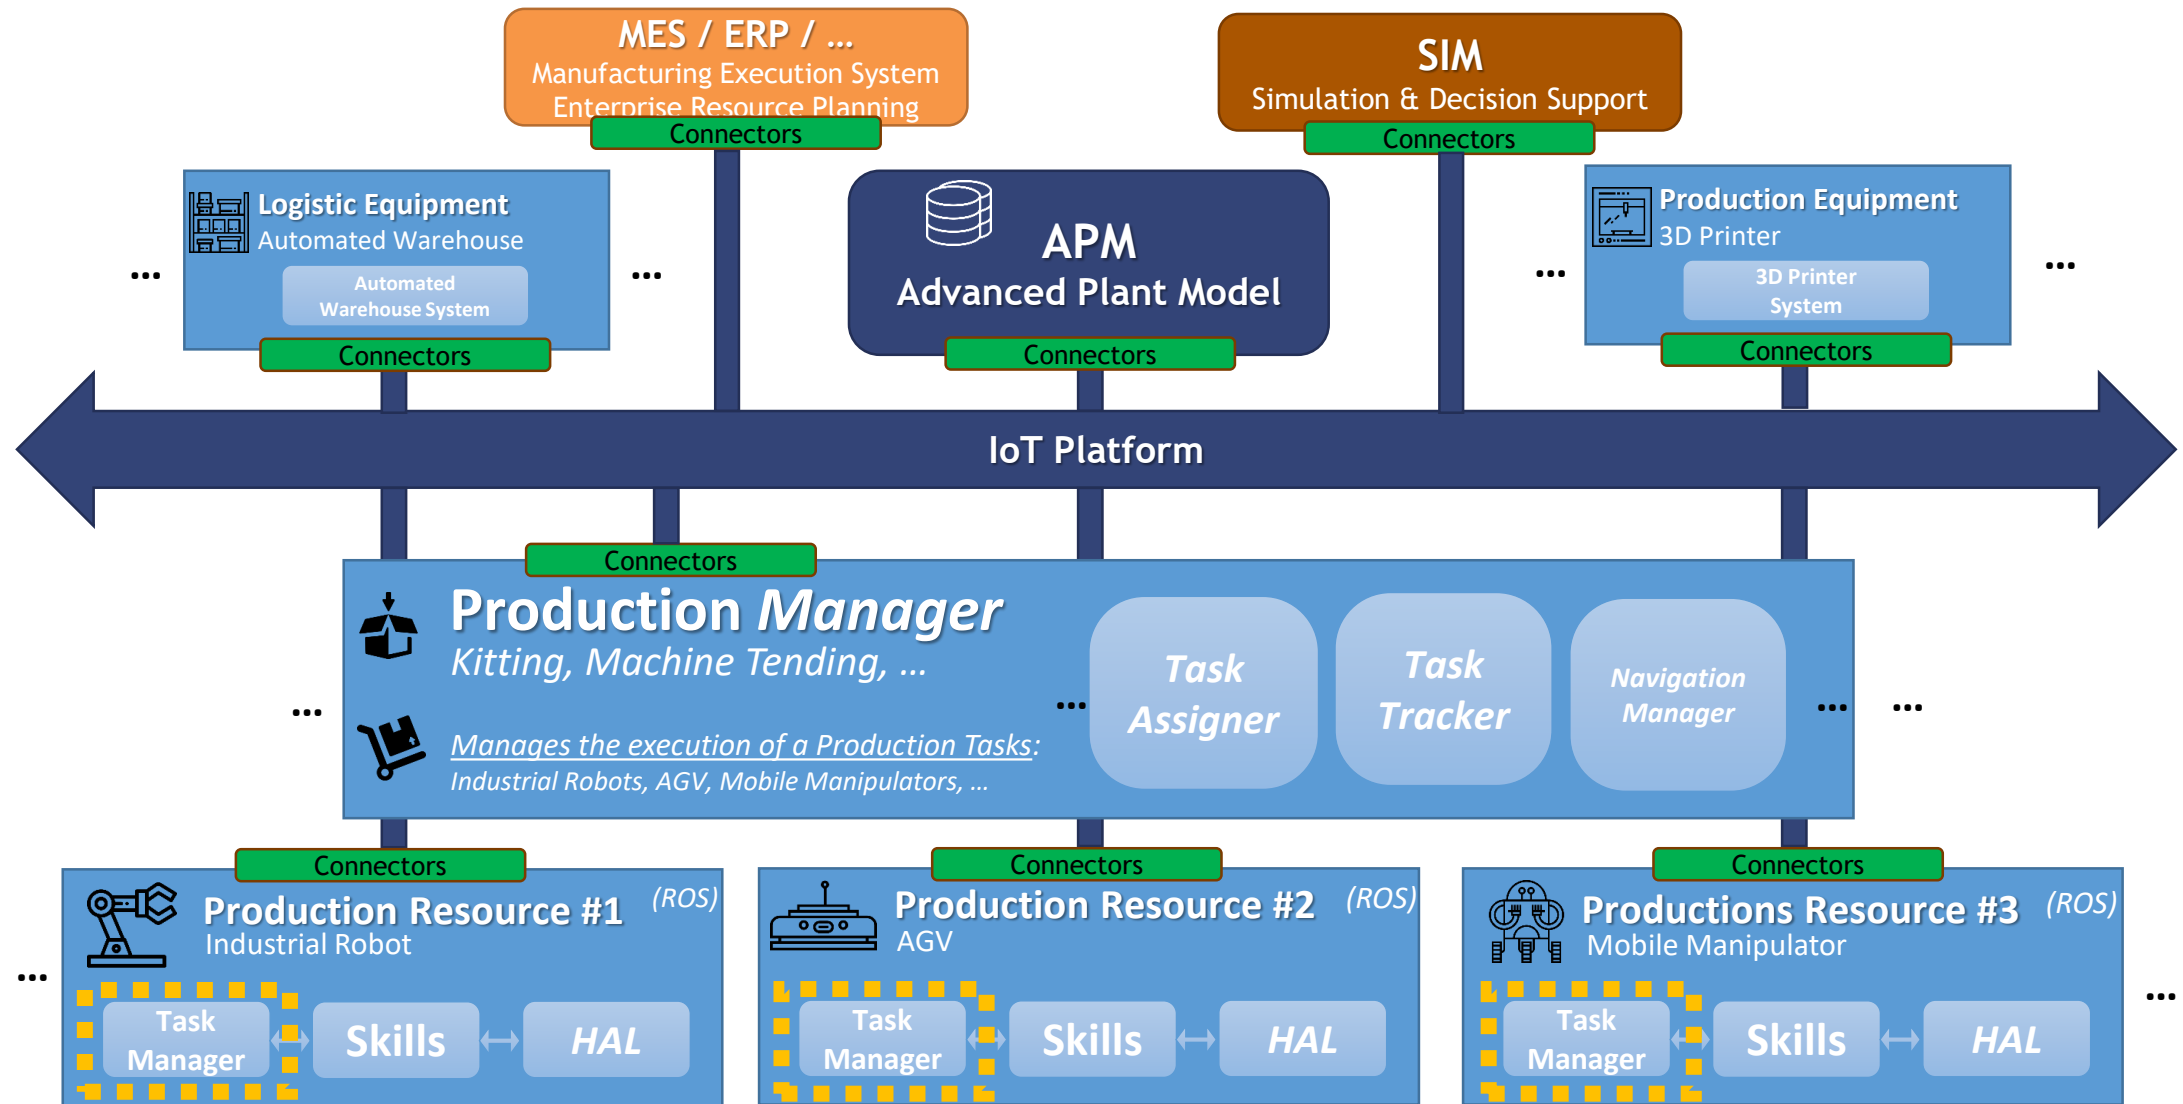 MES / ERP / ...
Manufacturing Execution System
Enterprise Resource Planning
Connectors
SIM
Simulation & Decision Support
Connectors
Logistic Equipment
Automated Warehouse
Automated
Warehouse System
Connectors
...
...
APM
Advanced Plant Model
Connectors
Production Equipment
3D Printer
3D Printer
System
Connectors
...
...
IoT Platform
Connectors
Production Manager
Kitting, Machine Tending, ...
Manages the execution of a Production Tasks:
Industrial Robots, AGV, Mobile Manipulators, ...
...
...
Task
Assigner
Task
Tracker
Navigation
Manager
...
...
Connectors
Production Resource #1
(ROS)
Industrial Robot
...
Task
Manager
Skills
HAL
Connectors
Production Resource #2
(ROS)
AGV
Task
Manager
Skills
HAL
Connectors
Productions Resource #3
(ROS)
Mobile Manipulator
Task
Manager
Skills
HAL
...